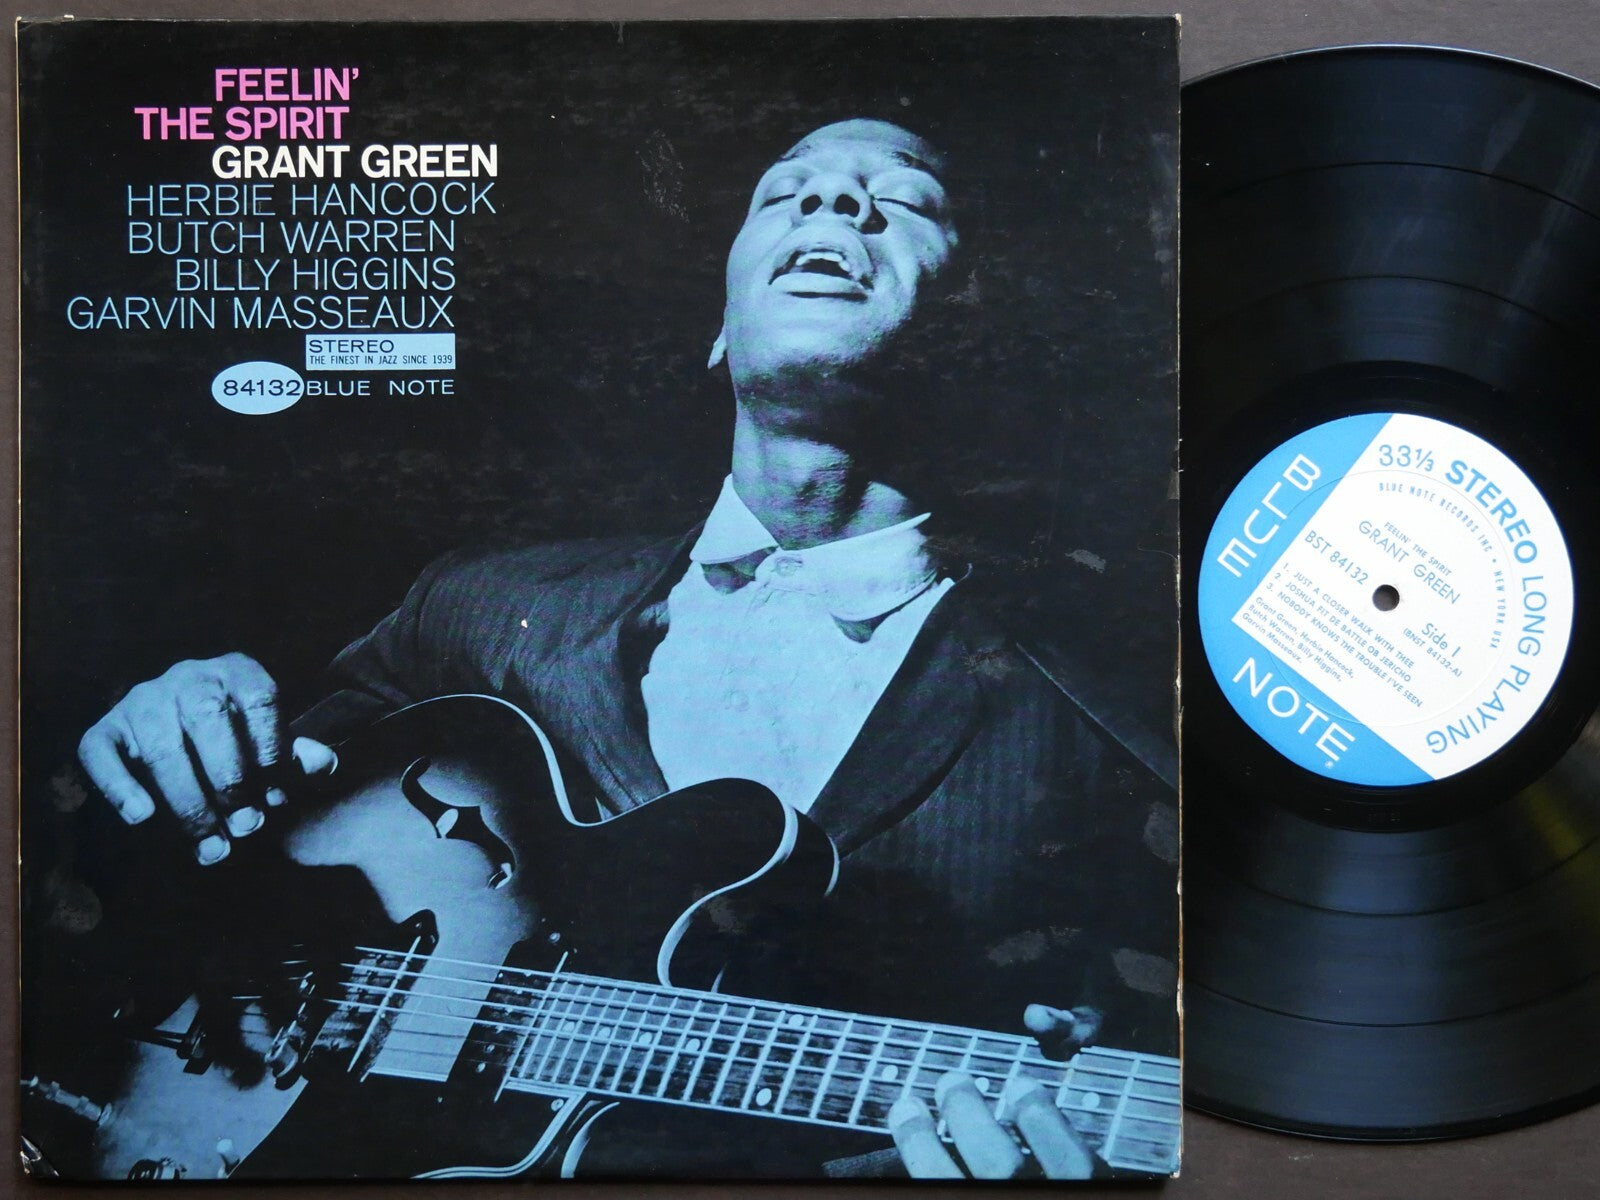 FEELIN'
THE SPIRIT
GRANT GREEN
HERBIE HANCOCK
BUTCH WARREN
BILLY HIGGINS
GARVIN MASSEAUX
STEREO
THE FINEST IN JAZZ SINCE 1939
84132 BLUE NOTE
33 1/3 STEREO LONG PLAYING
BLUE NOTE RECORDS INC • NEW YORK USA
FEELIN' THE SPIRIT
GRANT GREEN
BST 84132
Side 1
(BNST 84132-A)
1. JUST A CLOSER WALK WITH THEE
2. JOSHUA FIT DE BATTLE OB JERICHO
3. NOBODY KNOWS THE TROUBLE I'VE SEEN
Grant Green, Herbie Hancock,
Butch Warren, Billy Higgins,
Garvin Masseaux.
BLUE
NOTE®